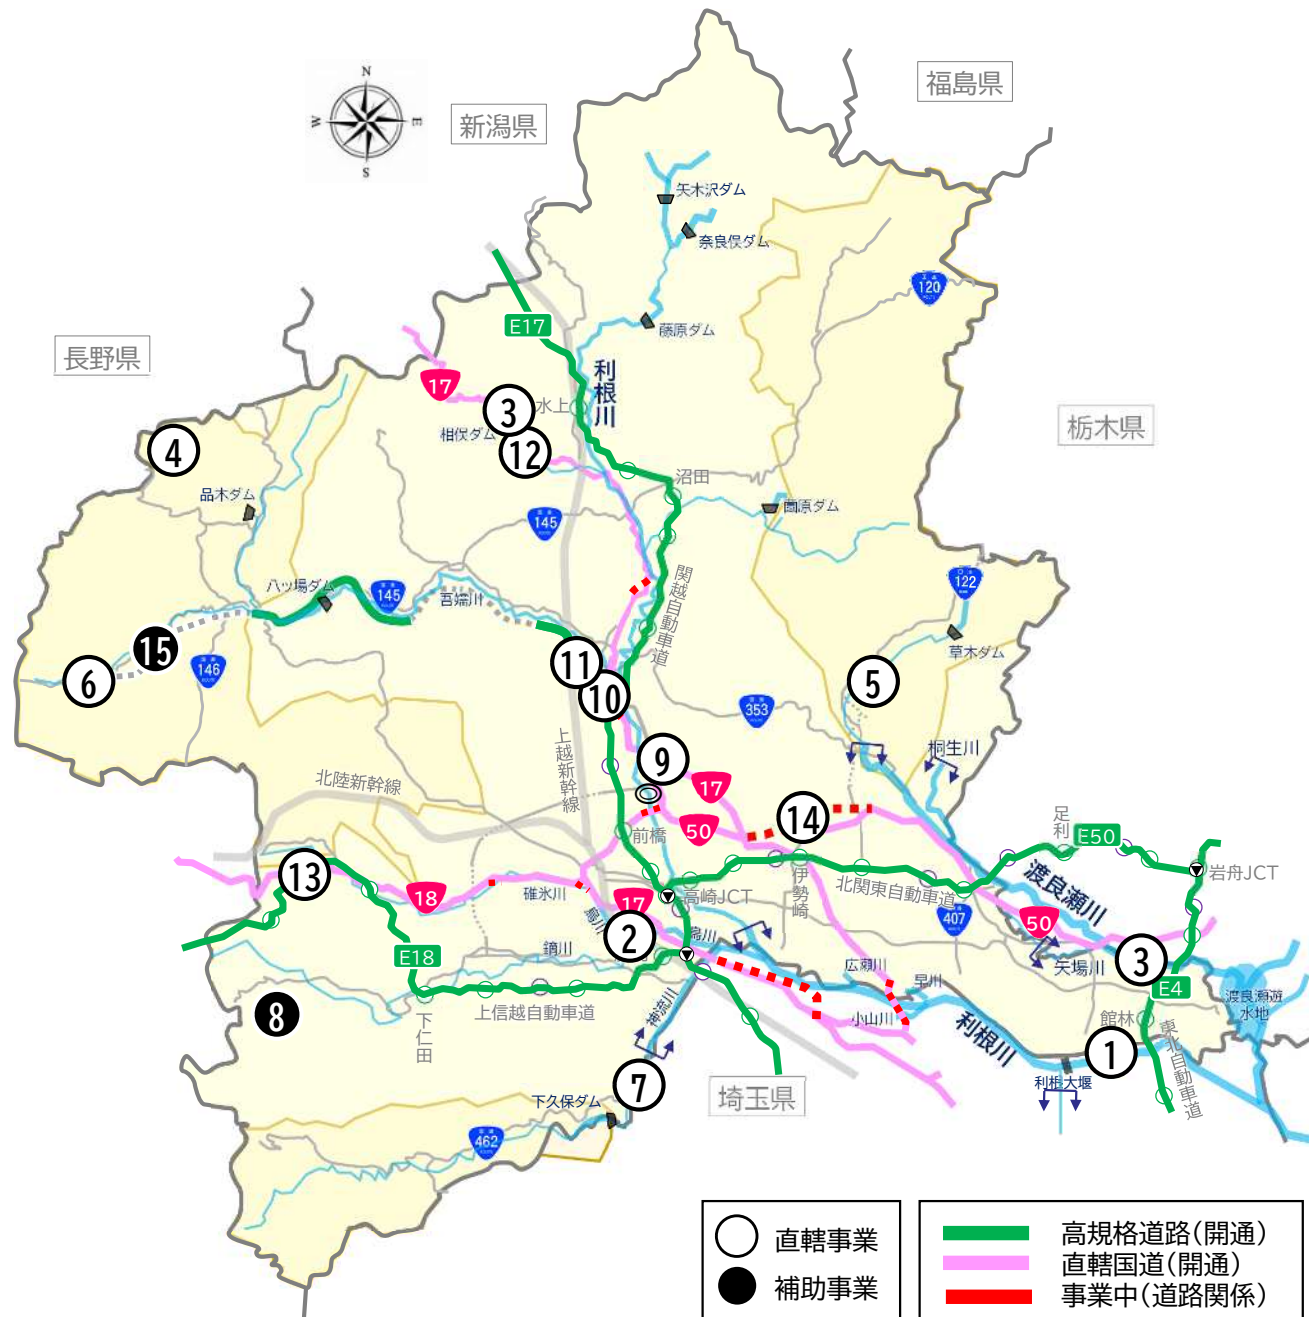 N
W
E
S
新潟県
福島県
矢木沢ダム
奈良俣ダム
120
E17
藤原ダム
長野県
17
利根川
3
水上
栃木県
相俣ダム
4
12
沼田
品木ダム
145
薗原ダム
関越自動車道
八ッ場ダム
145
吾妻川
122
草木ダム
15
11
6
146
10
5
353
上越新幹線
桐生川
9
北陸新幹線
17
14
足利
前橋
50
E50
岩舟JCT
13
伊勢崎
北関東自動車道
渡良瀬川
18
碓氷川
17
高崎JCT
407
50
烏川
2
烏川
鏑川
矢場川
3
E18
広瀬川
早川
E4
渡良瀬遊
水地
8
下仁田
上信越自動車道
神流川
小山川
利根川
館林
東北自動車道
1
利根大堰
7
埼玉県
下久保ダム
462
直轄事業
補助事業
高規格道路(開通)
直轄国道(開通)
事業中(道路関係)